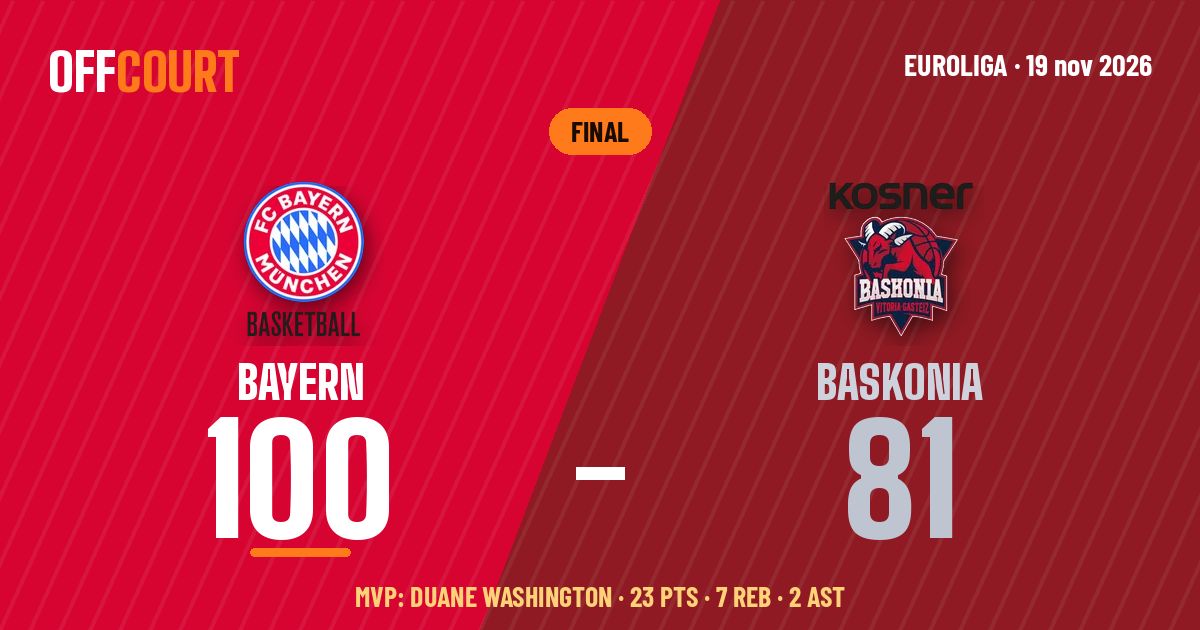 OFFCOURT
EUROLIGA · 19 nov 2026
FINAL
FC BAYERN
MÜNCHEN
BASKETBALL
KOSNER
BASKONIA
VITORIA-GASTEIZ
BAYERN
BASKONIA
100
–
81
MVP: DUANE WASHINGTON · 23 PTS · 7 REB · 2 AST